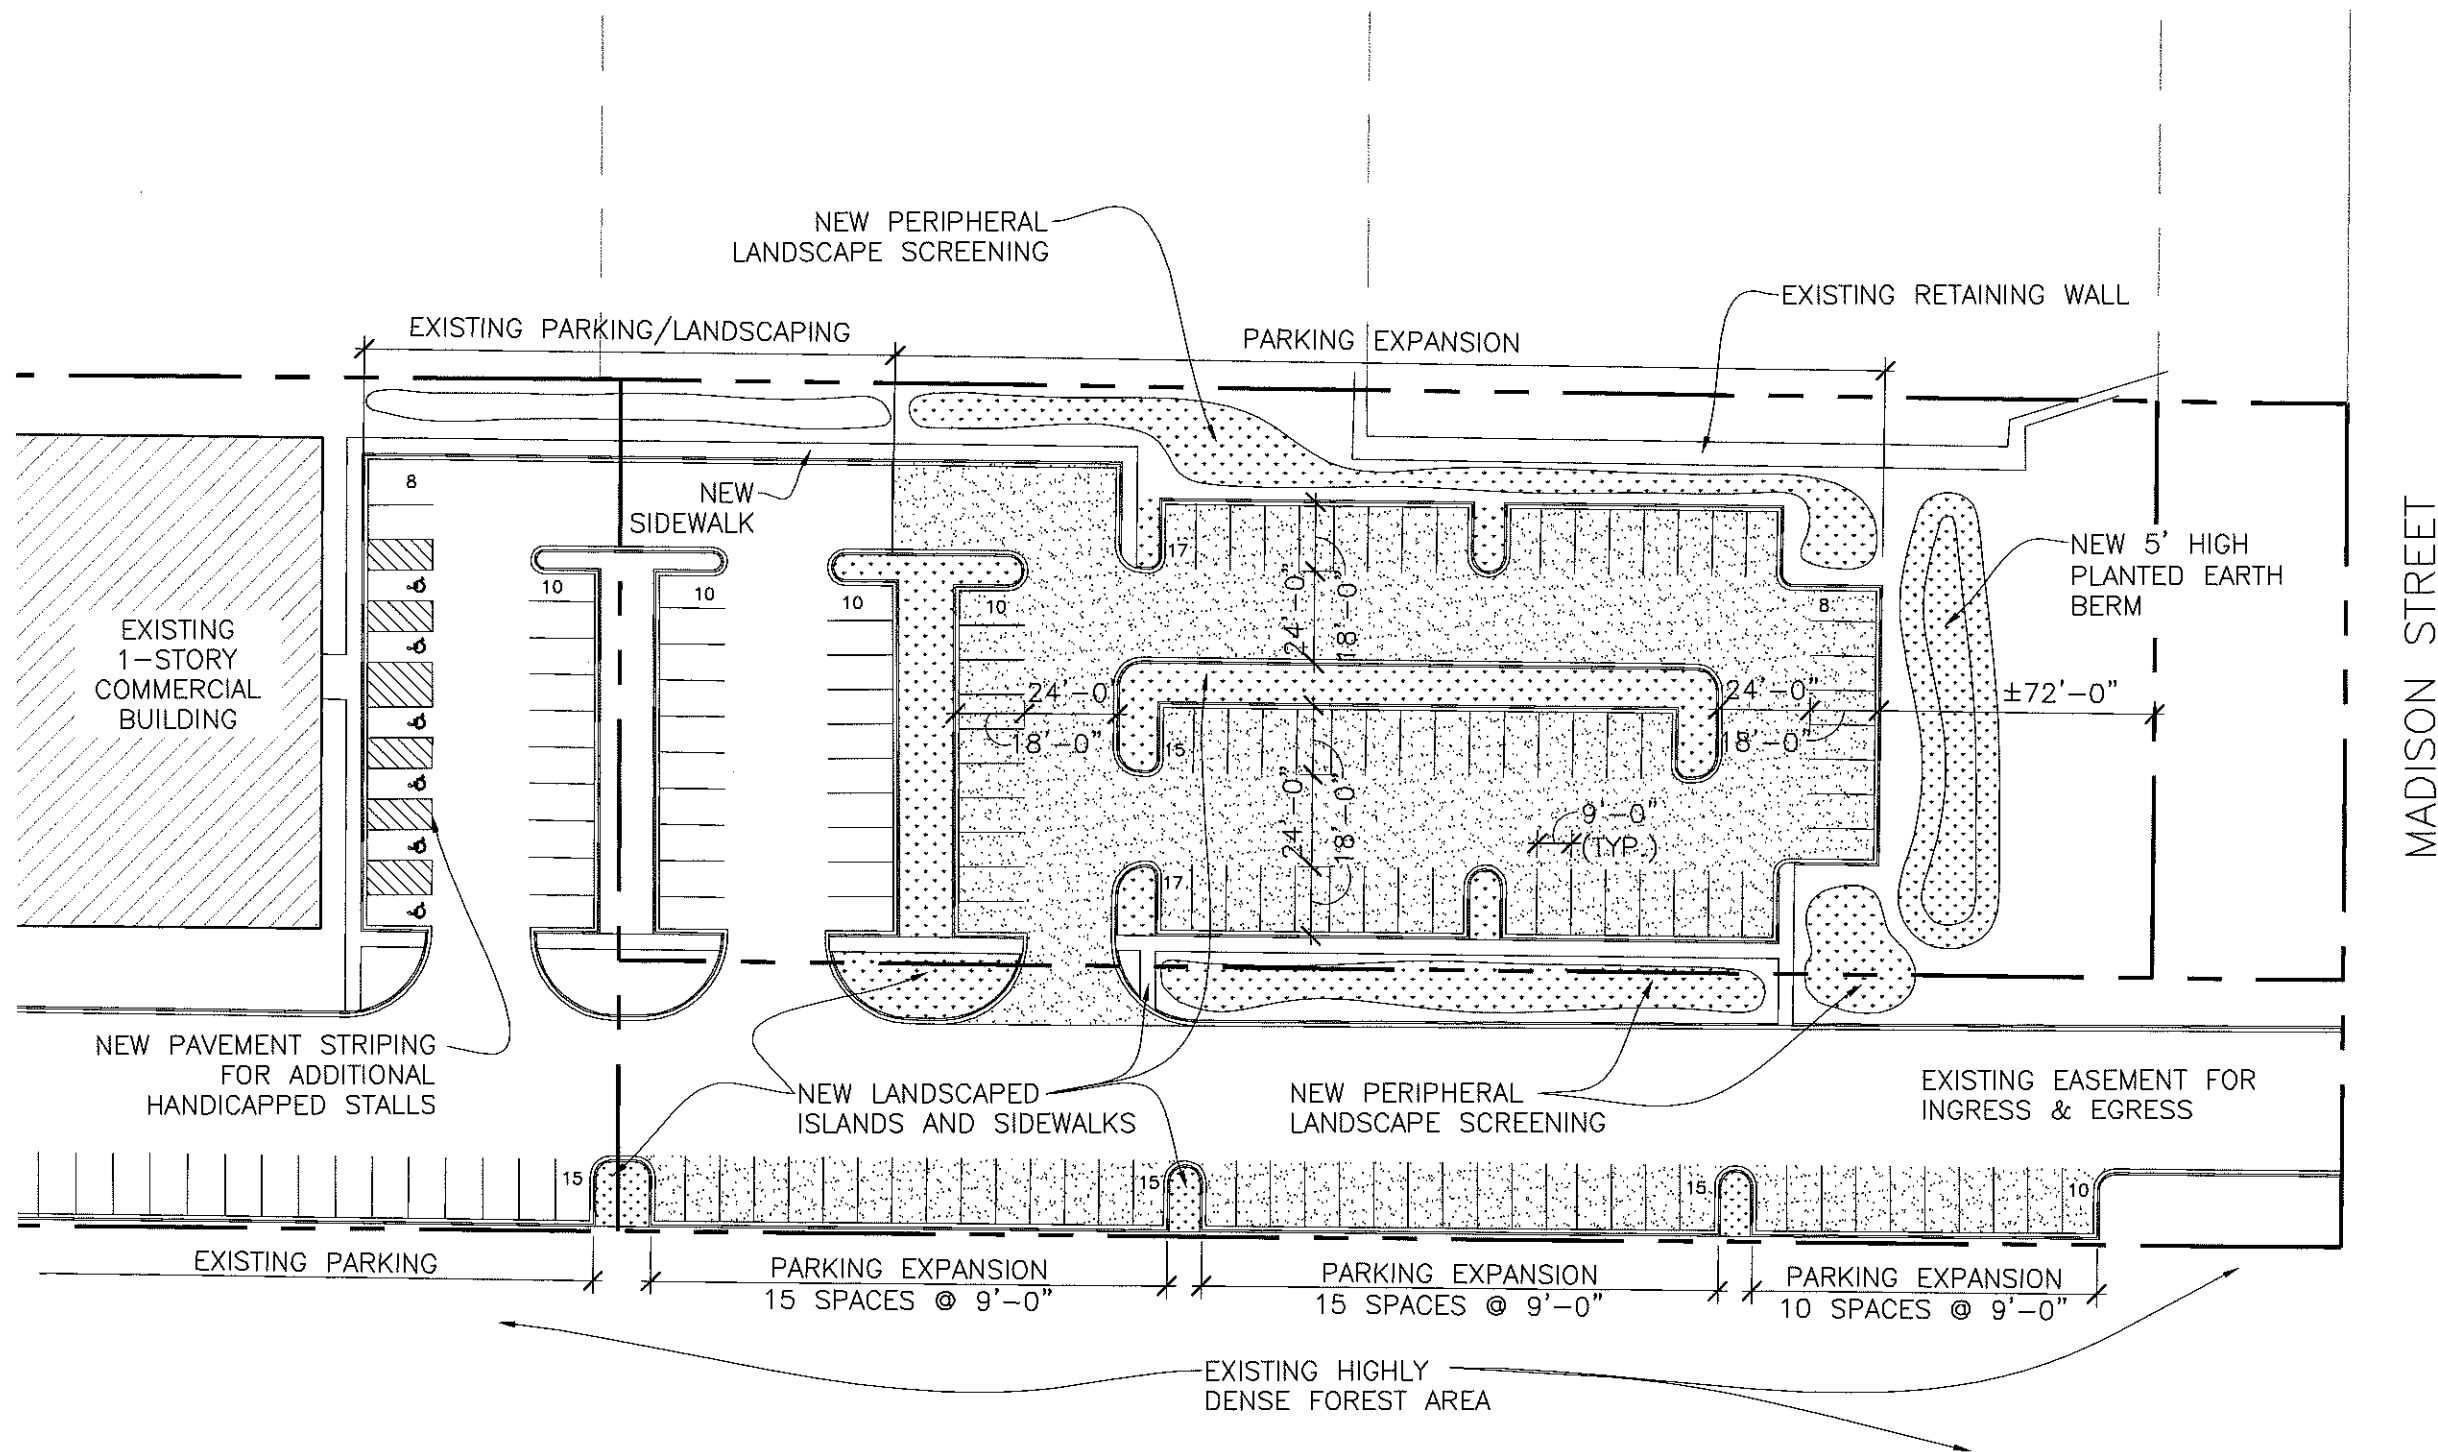 NEW PERIPHERAL
LANDSCAPE SCREENING
EXISTING RETAINING WALL
EXISTING PARKING/LANDSCAPING
PARKING EXPANSION
8
NEW
SIDEWALK
17
NEW 5' HIGH
PLANTED EARTH
BERM
MADISON STREET
10
10
10
10
8
EXISTING
1-STORY
COMMERCIAL
BUILDING
24'-0"
18'-0"
24'-0"
18'-0"
24'-0"
18'-0"
±72'-0"
15
24'-0"
18'-0"
9'-0"
(TYP.)
17
NEW PAVEMENT STRIPING
FOR ADDITIONAL
HANDICAPPED STALLS
NEW LANDSCAPED
ISLANDS AND SIDEWALKS
NEW PERIPHERAL
LANDSCAPE SCREENING
EXISTING EASEMENT FOR
INGRESS & EGRESS
15
15
15
10
EXISTING PARKING
PARKING EXPANSION
15 SPACES @ 9'-0"
PARKING EXPANSION
15 SPACES @ 9'-0"
PARKING EXPANSION
10 SPACES @ 9'-0"
EXISTING HIGHLY
DENSE FOREST AREA